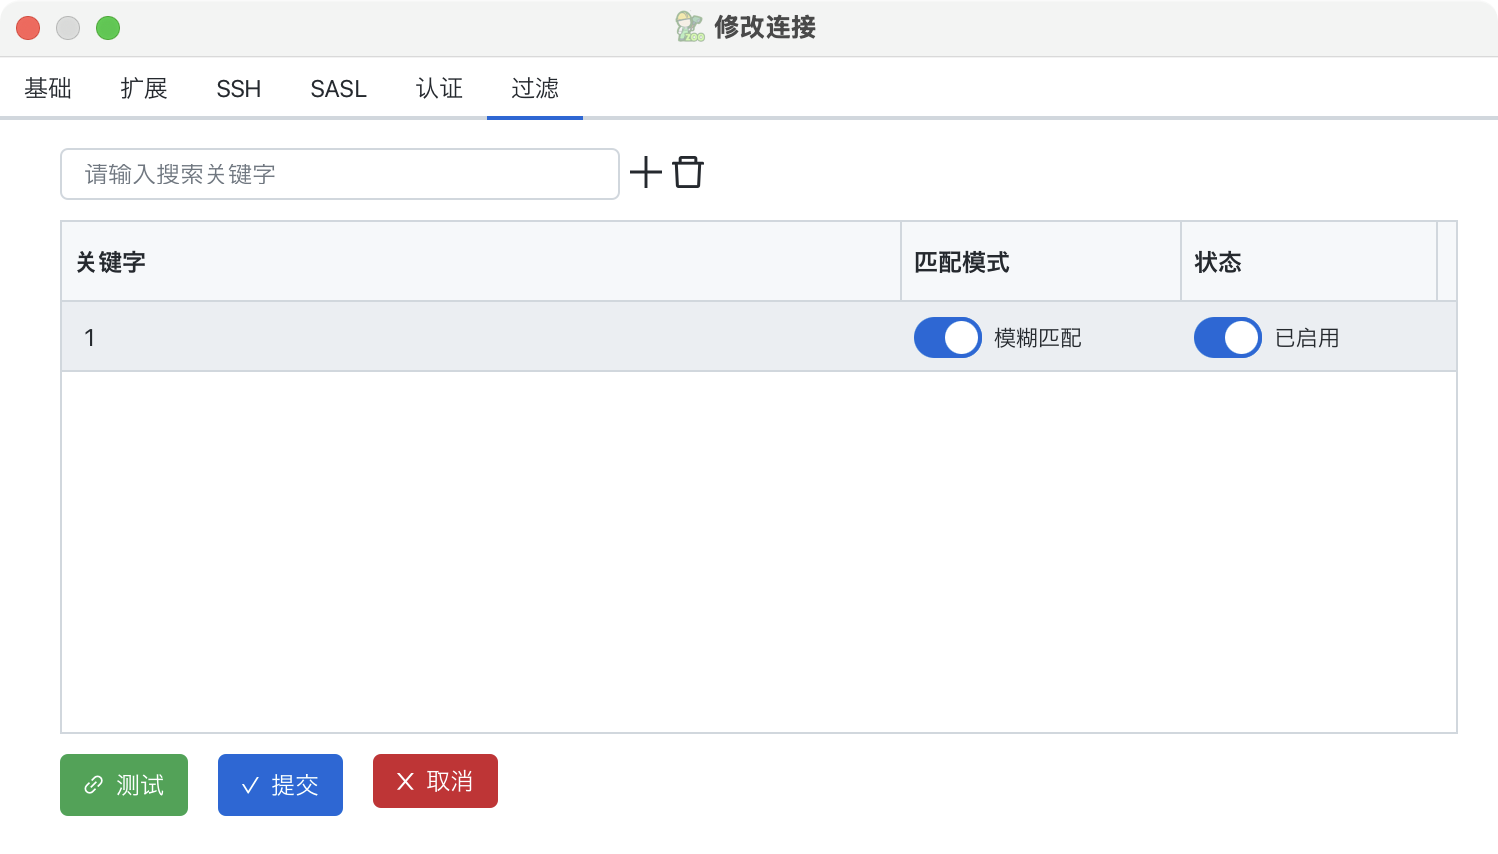 修改连接
基础 扩展 SSH SASL 认证 过滤
请输入搜索关键字
关键字 匹配模式 状态
1 模糊匹配 已启用
测试 提交 取消